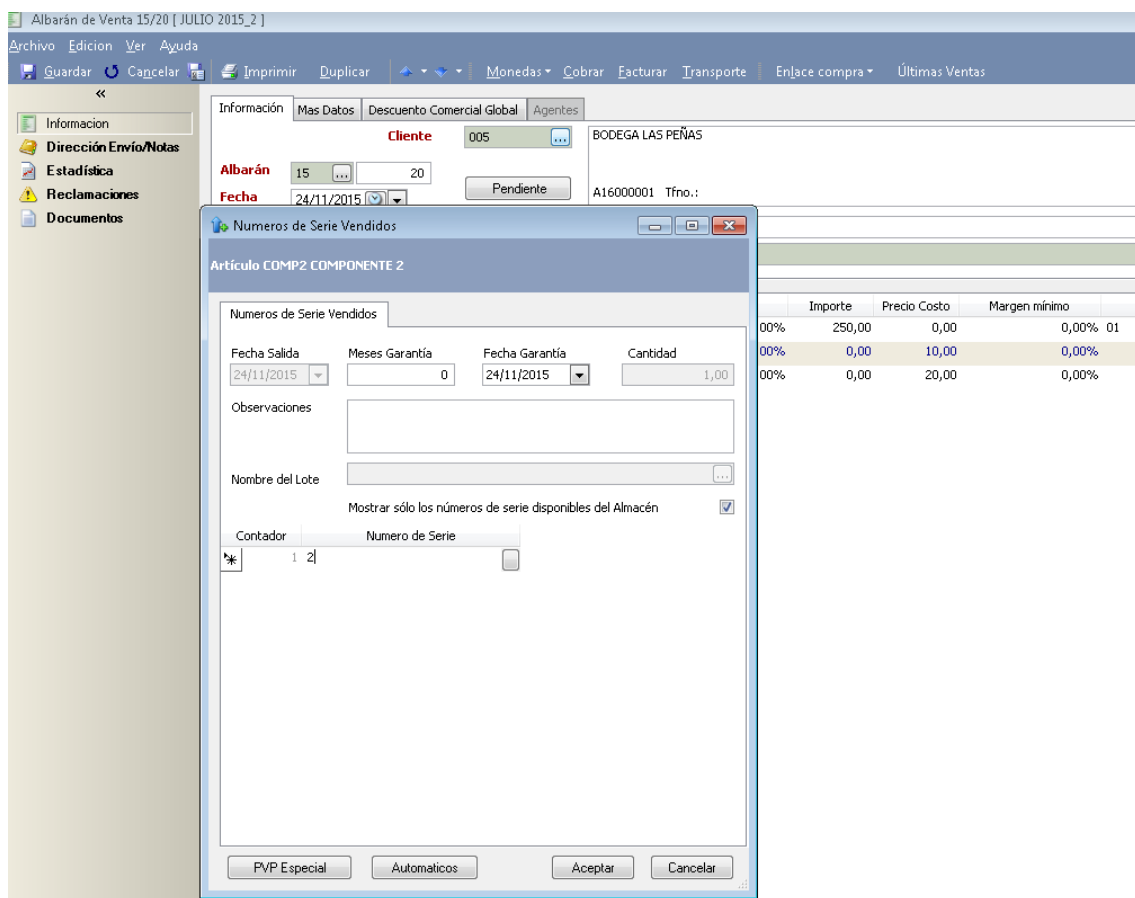 Albarán de Venta 15/20 [ JULIO 2015_2 ]
Archivo Edicion Ver Ayuda
Guardar Cancelar Imprimir Duplicar Monedas Cobrar Facturar Transporte Enlace compra Últimas Ventas
«
Informacion
Dirección Envío/Notas
Estadística
Reclamaciones
Documentos
Información Mas Datos Descuento Comercial Global Agentes
Cliente 005 ... BODEGA LAS PEÑAS
Albarán 15 ... 20
Pendiente
A16000001 Tfno.:
Fecha 24/11/2015
Numeros de Serie Vendidos
Artículo COMP2 COMPONENTE 2
Numeros de Serie Vendidos
Fecha Salida Meses Garantía Fecha Garantía Cantidad
24/11/2015 0 24/11/2015 1,00
Observaciones
Nombre del Lote ...
Mostrar sólo los números de serie disponibles del Almacén
Contador Numero de Serie
1 2
PVP Especial Automaticos Aceptar Cancelar
Importe Precio Costo Margen mínimo
00% 250,00 0,00 0,00% 01
00% 0,00 10,00 0,00%
00% 0,00 20,00 0,00%